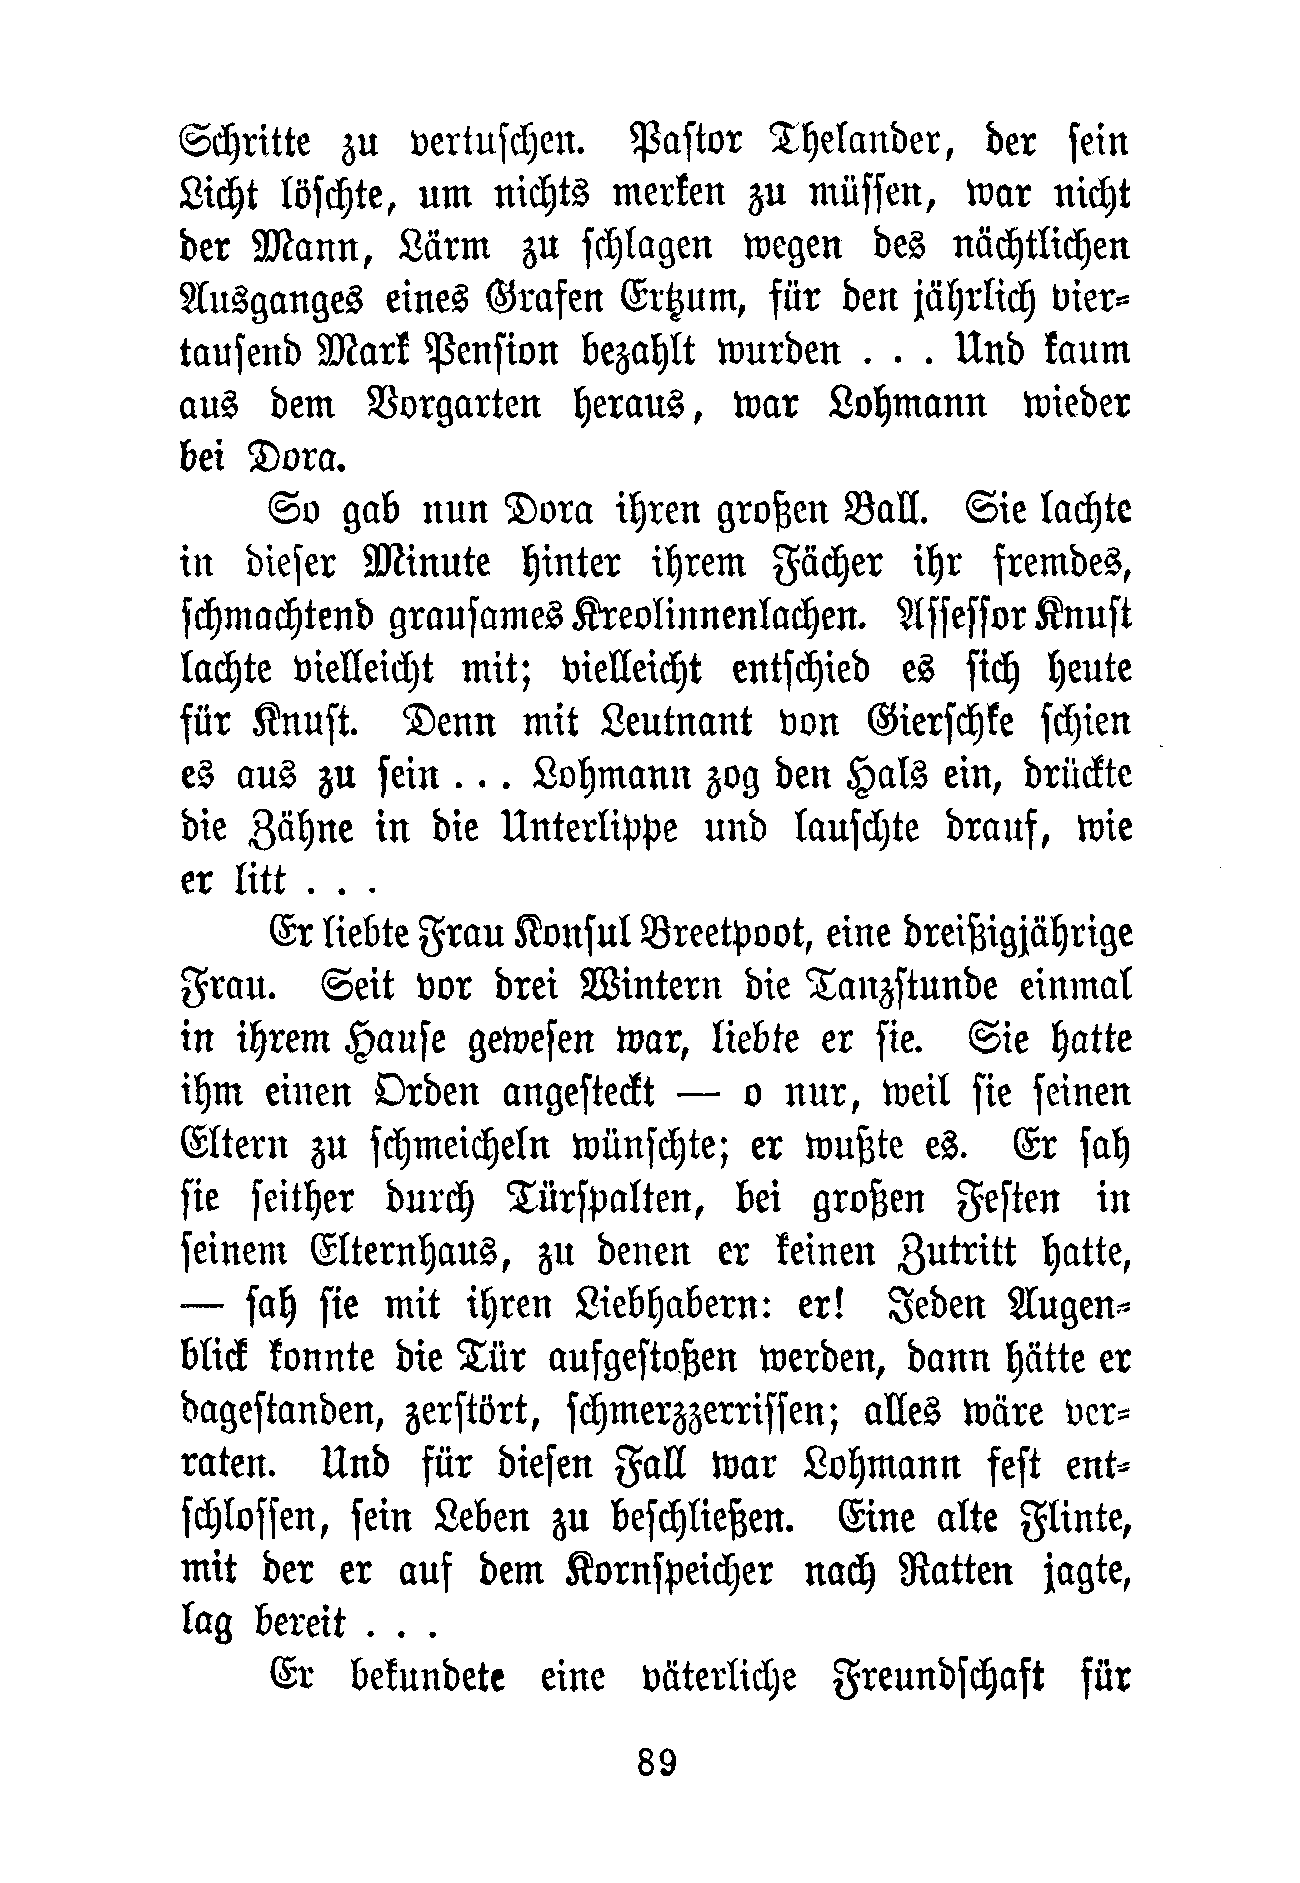 Schritte zu vertuschen. Pastor Thelander, der sein
Licht löschte, um nichts merken zu müssen, war nicht
der Mann, Lärm zu schlagen wegen des nächtlichen
Ausganges eines Grafen Ertzum, für den jährlich vier-
tausend Mark Pension bezahlt wurden . . . Und kaum
aus dem Vorgarten heraus, war Lohmann wieder
bei Dora.
So gab nun Dora ihren großen Ball. Sie lachte
in dieser Minute hinter ihrem Fächer ihr fremdes,
schmachtend grausames Kreolinnenlachen. Assessor Knust
lachte vielleicht mit; vielleicht entschied es sich heute
für Knust. Denn mit Leutnant von Gierschke schien
es aus zu sein . . . Lohmann zog den Hals ein, drückte
die Zähne in die Unterlippe und lauschte drauf, wie
er litt . . .
Er liebte Frau Konsul Breetpoot, eine dreißigjährige
Frau. Seit vor drei Wintern die Tanzstunde einmal
in ihrem Hause gewesen war, liebte er sie. Sie hatte
ihm einen Orden angesteckt — o nur, weil sie seinen
Eltern zu schmeicheln wünschte; er wußte es. Er sah
sie seither durch Türspalten, bei großen Festen in
seinem Elternhaus, zu denen er keinen Zutritt hatte,
— sah sie mit ihren Liebhabern: er! Jeden Augen-
blick konnte die Tür aufgestoßen werden, dann hätte er
dagestanden, zerstört, schmerzzerrissen; alles wäre ver-
raten. Und für diesen Fall war Lohmann fest ent-
schlossen, sein Leben zu beschließen. Eine alte Flinte,
mit der er auf dem Kornspeicher nach Ratten jagte,
lag bereit . . .
Er bekundete eine väterliche Freundschaft für
89